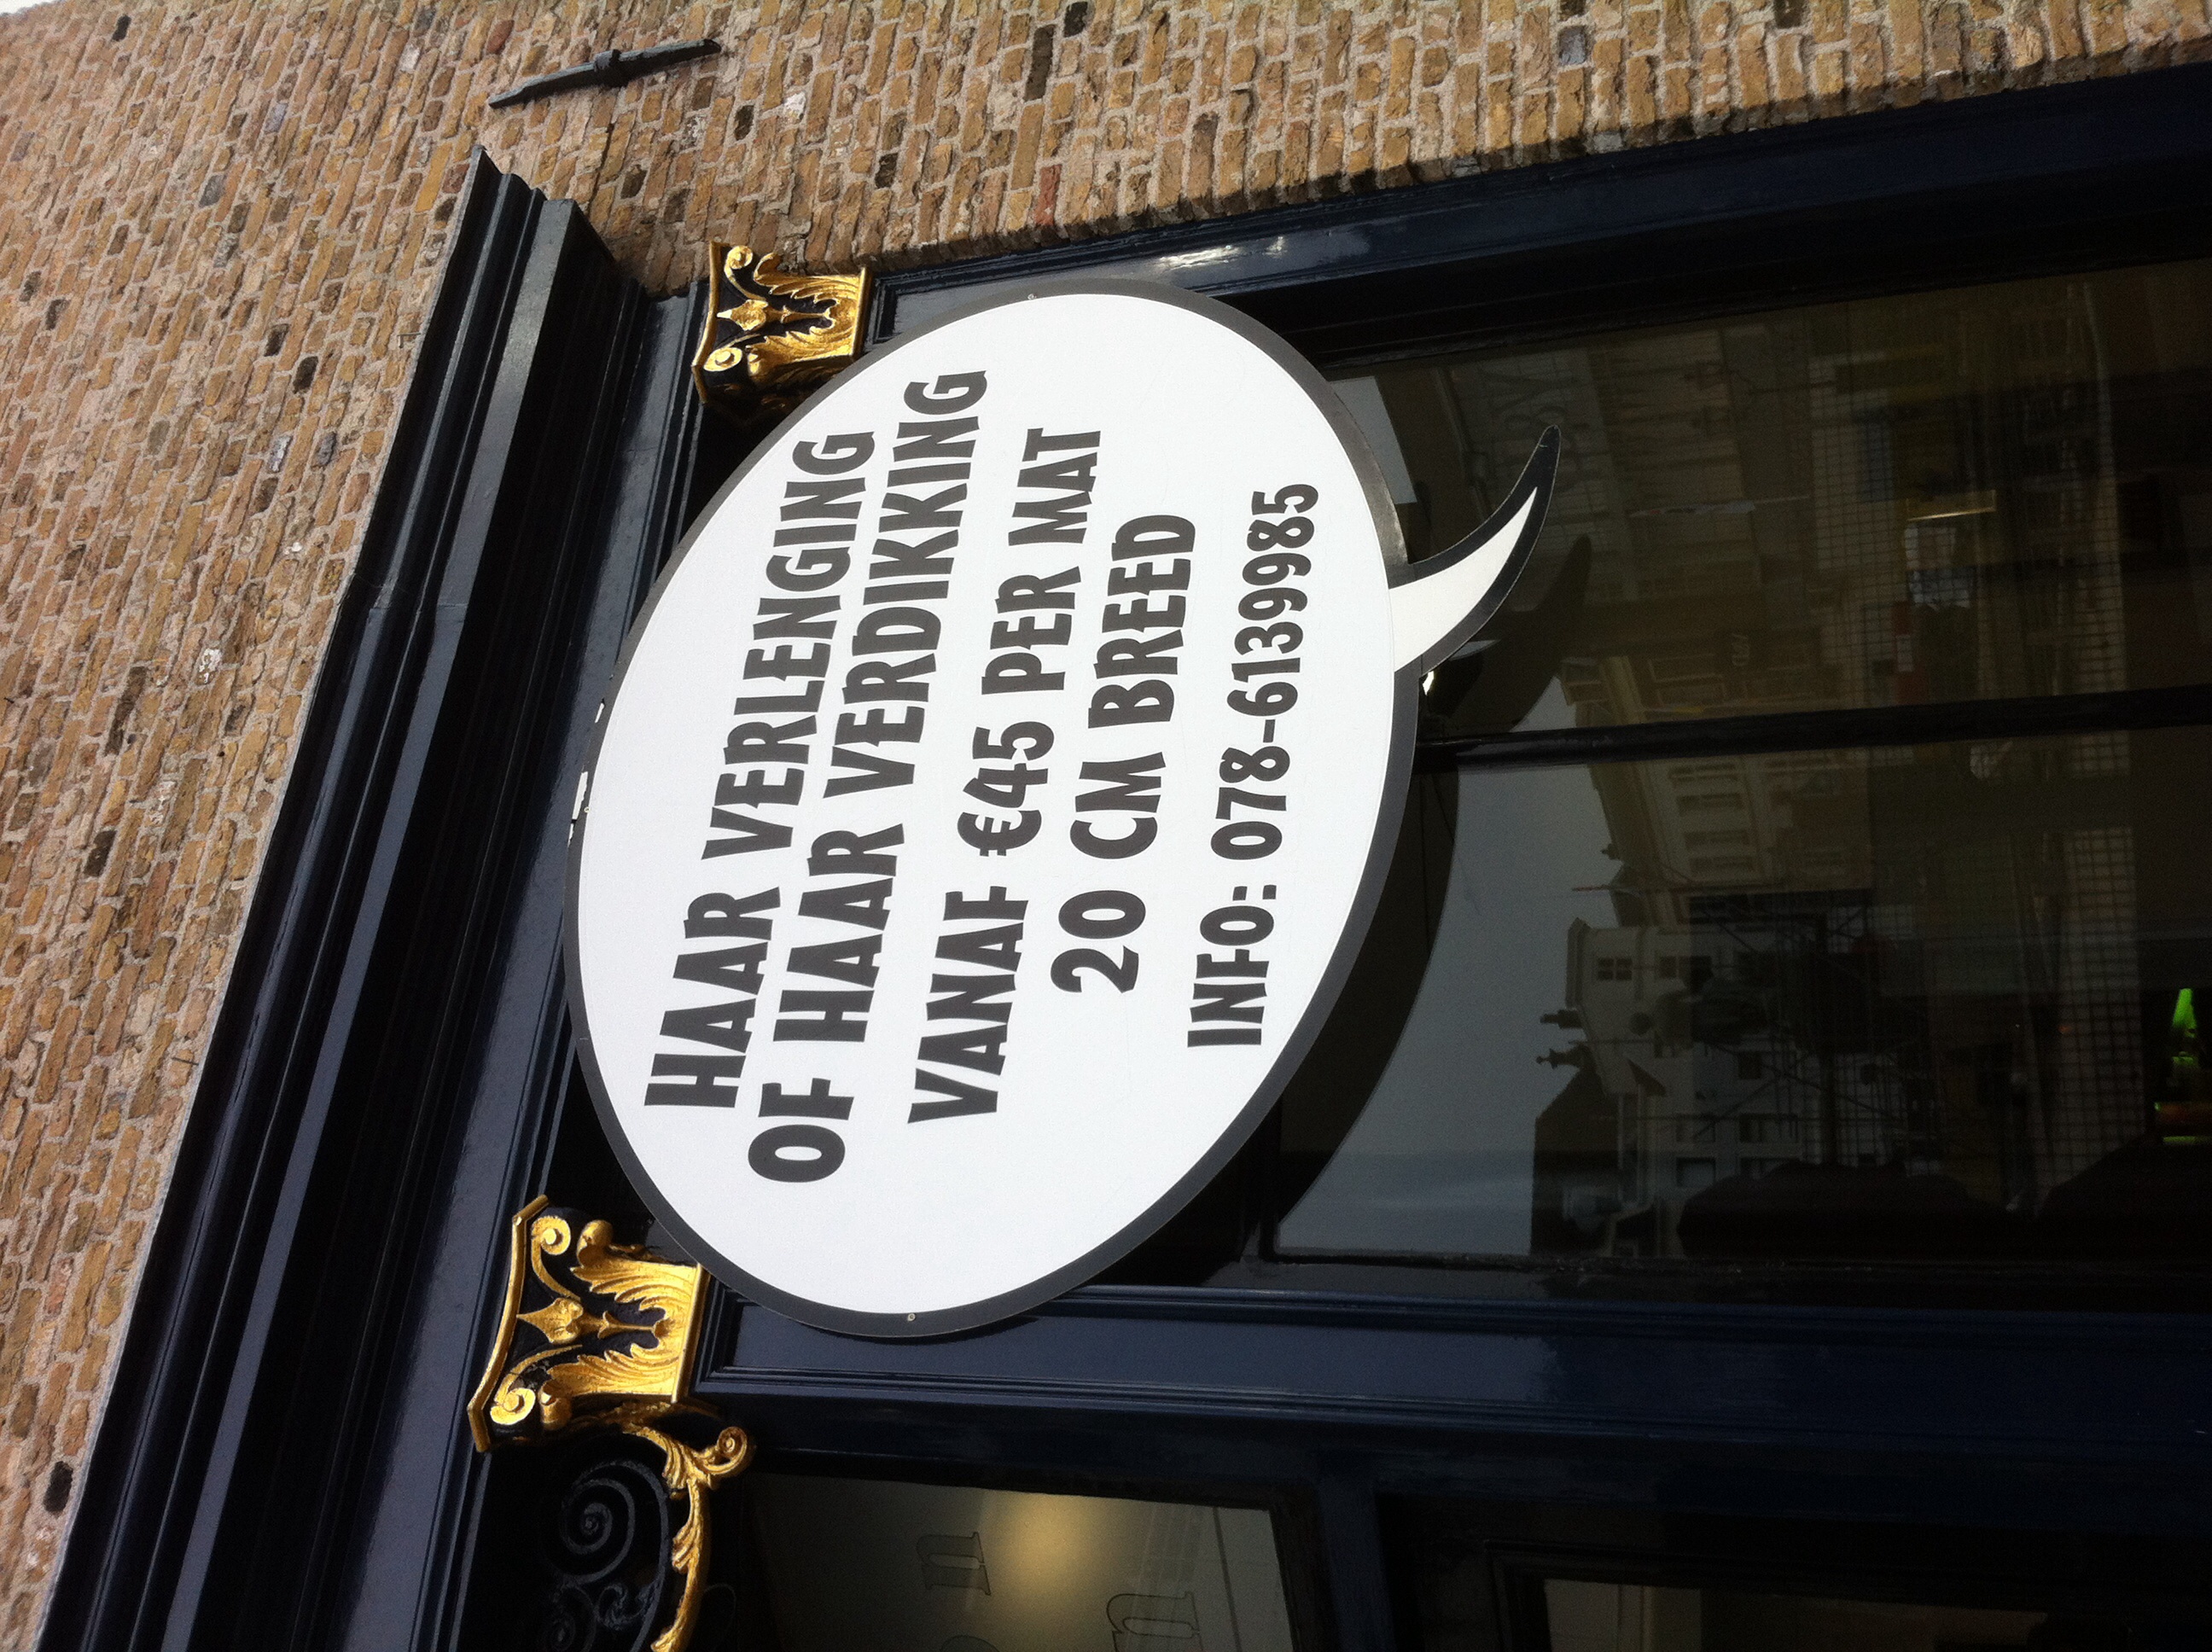 HAAR VERLENGING
OF HAAR VERDIKKING
VANAF €45 PER MAT
20 CM BREED
INFO: 078-6139985